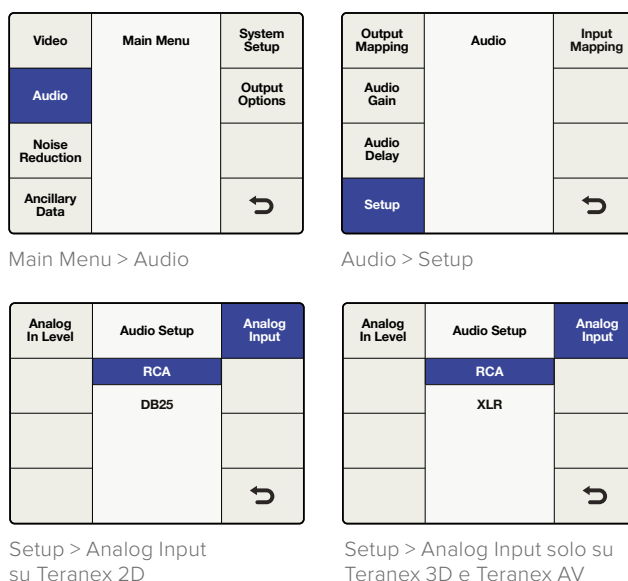 Video
Main Menu
System
Setup
Audio
Output
Options
Noise
Reduction
Ancillary
Data
Main Menu > Audio
Output
Mapping
Audio
Input
Mapping
Audio
Gain
Audio
Delay
Setup
Audio > Setup
Analog
In Level
Audio Setup
Analog
Input
RCA
DB25
Setup > Analog Input
su Teranex 2D
Analog
In Level
Audio Setup
Analog
Input
RCA
XLR
Setup > Analog Input solo su
Teranex 3D e Teranex AV